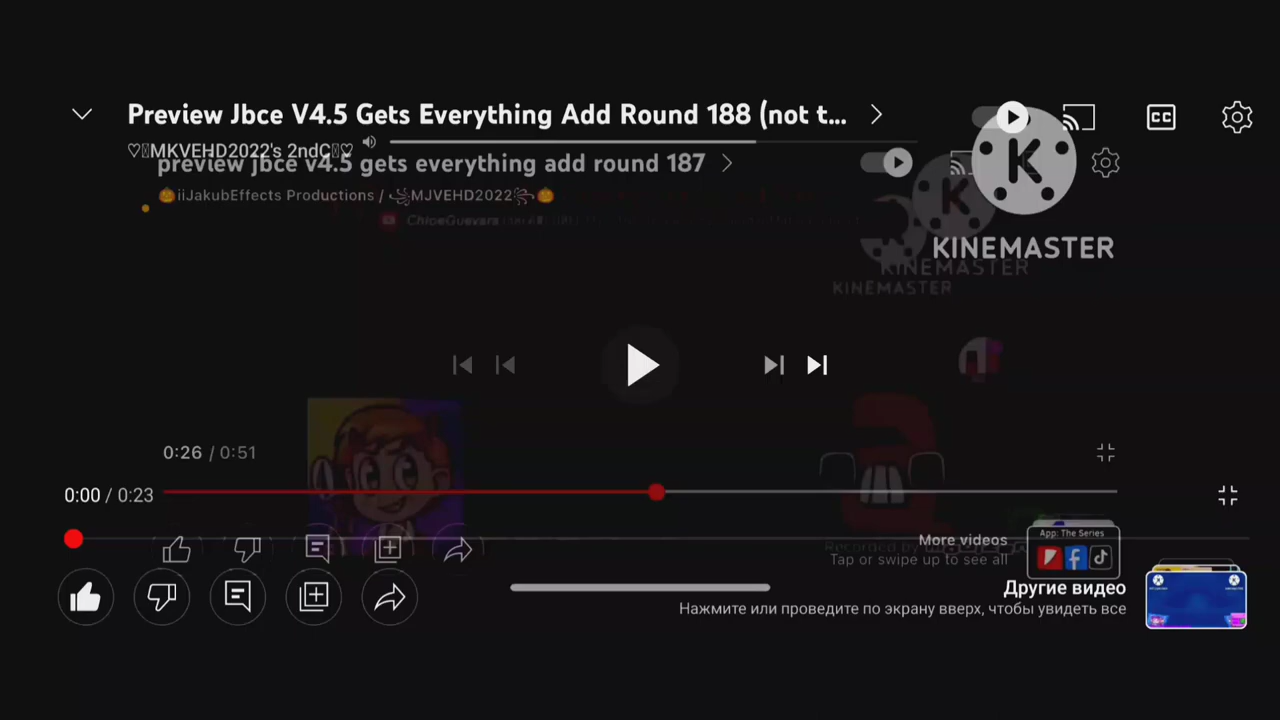 Preview Jbce V4.5 Gets Everything Add Round 188 (not t...
CC
♡MKVEHD2022's 2ndC♡
preview jbce v4.5 gets everything add round 187
🎃iiJakubEffects Productions / ꧁MJVEHD2022꧂🎃
K
KINEMASTER
KINEMASTER
KINEMASTER
0:26 / 0:51
0:00 / 0:23
More videos
Tap or swipe up to see all
App: The Series
Другие видео
Нажмите или проведите по экрану вверх, чтобы увидеть все